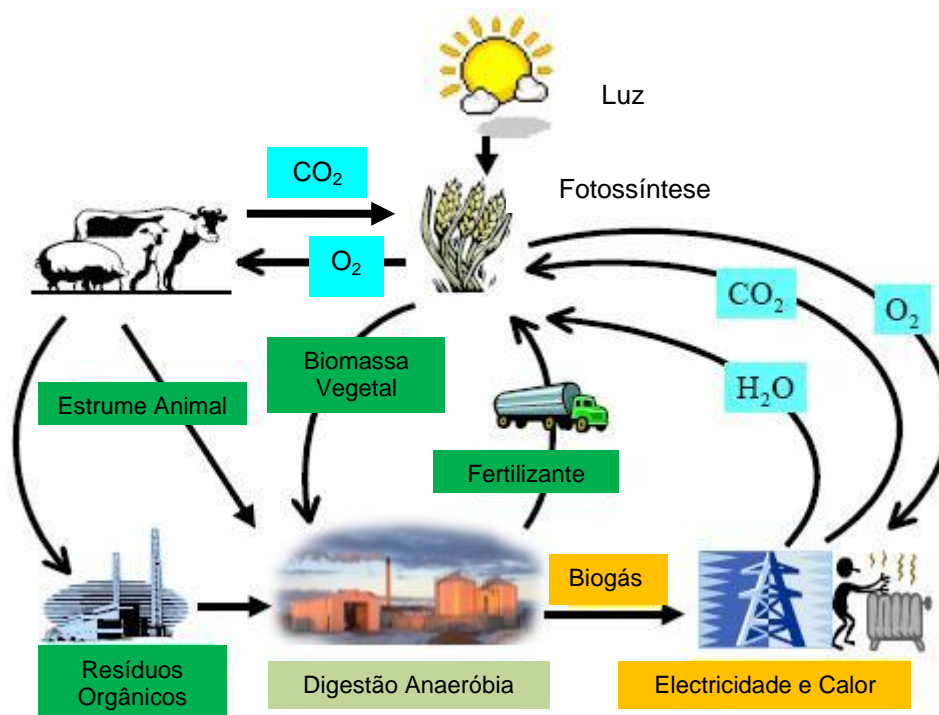 Luz
CO₂
Fotossíntese
O₂
CO₂
O₂
Biomassa
Vegetal
Estrume Animal
H₂O
Fertilizante
Biogás
Resíduos
Orgânicos
Digestão Anaeróbia
Electricidade e Calor